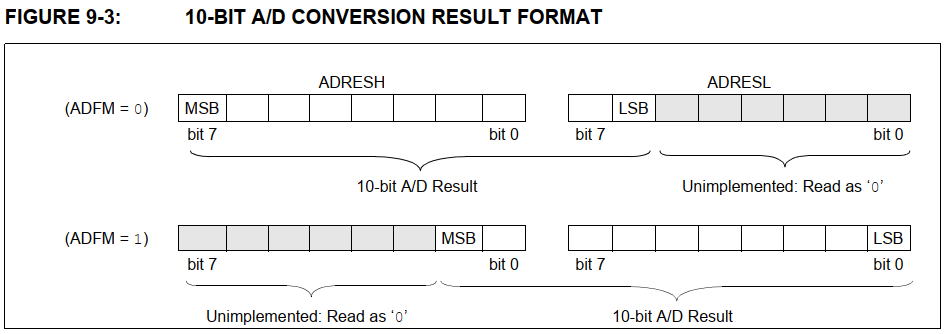 FIGURE 9-3: 10-BIT A/D CONVERSION RESULT FORMAT
ADRESH ADRESL
(ADFM = 0) MSB LSB
bit 7 bit 0 bit 7 bit 0
10-bit A/D Result Unimplemented: Read as ‘0’
(ADFM = 1) MSB LSB
bit 7 bit 0 bit 7 bit 0
Unimplemented: Read as ‘0’ 10-bit A/D Result